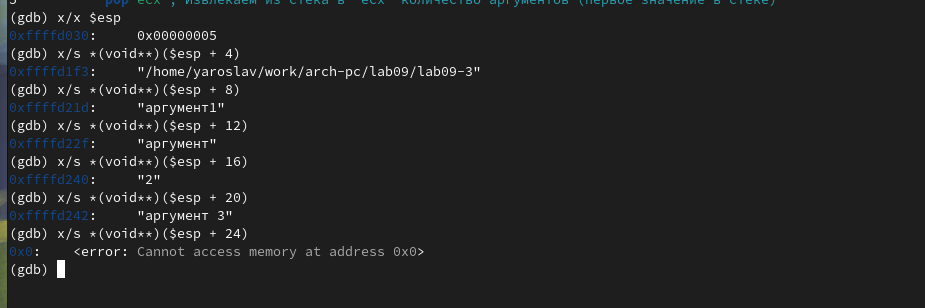 5 pop ecx ; Извлекаем из стека в `ecx` количество аргументов (первое значение в стеке)
(gdb) x/x $esp
0xffffd030: 0x00000005
(gdb) x/s *(void**)($esp + 4)
0xffffd1f3: "/home/yaroslav/work/arch-pc/lab09/lab09-3"
(gdb) x/s *(void**)($esp + 8)
0xffffd21d: "аргумент1"
(gdb) x/s *(void**)($esp + 12)
0xffffd22f: "аргумент"
(gdb) x/s *(void**)($esp + 16)
0xffffd240: "2"
(gdb) x/s *(void**)($esp + 20)
0xffffd242: "аргумент 3"
(gdb) x/s *(void**)($esp + 24)
0x0: <error: Cannot access memory at address 0x0>
(gdb)